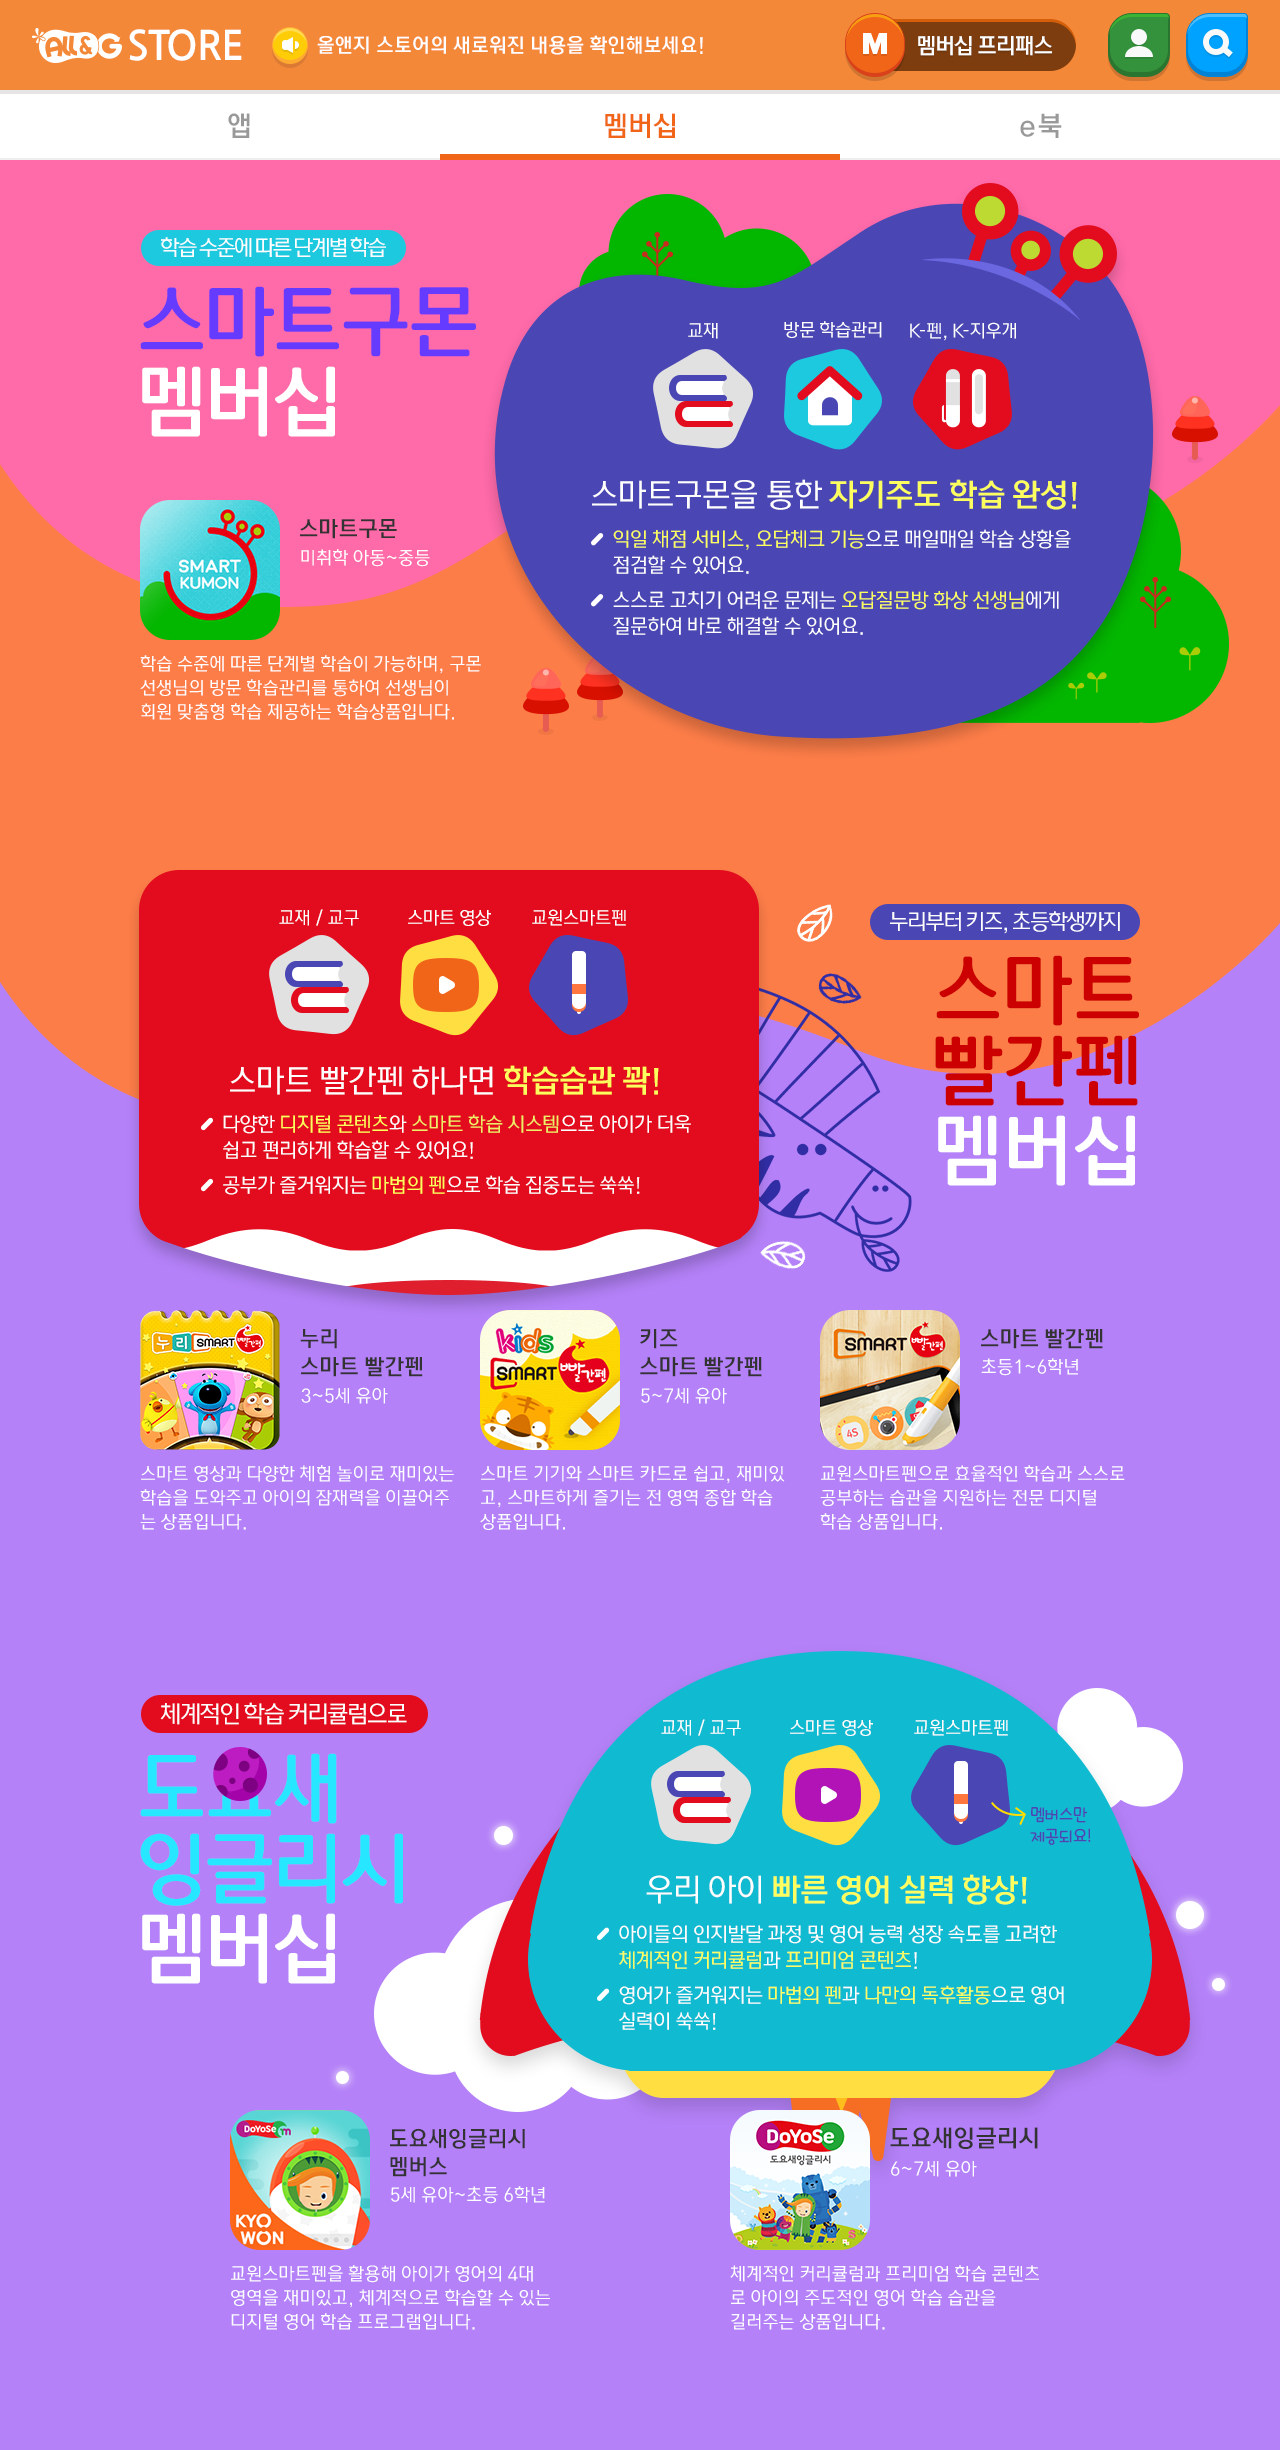 All&G STORE
올앤지 스토어의 새로워진 내용을 확인해보세요!
M 멤버십 프리패스
앱
멤버십
e북
학습 수준에 따른 단계별 학습
스마트구몬
멤버십
교재
방문 학습관리
K-펜, K-지우개
스마트구몬을 통한 자기주도 학습 완성!
익일 채점 서비스, 오답체크 기능으로 매일매일 학습 상황을
점검할 수 있어요.
스스로 고치기 어려운 문제는 오답질문방 화상 선생님에게
질문하여 바로 해결할 수 있어요.
SMART
KUMON
스마트구몬
미취학 아동~중등
학습 수준에 따른 단계별 학습이 가능하며, 구몬
선생님의 방문 학습관리를 통하여 선생님이
회원 맞춤형 학습 제공하는 학습상품입니다.
교재 / 교구
스마트 영상
교원스마트펜
스마트 빨간펜 하나면 학습습관 꽉!
다양한 디지털 콘텐츠와 스마트 학습 시스템으로 아이가 더욱
쉽고 편리하게 학습할 수 있어요!
공부가 즐거워지는 마법의 펜으로 학습 집중도는 쑥쑥!
누리부터 키즈, 초등학생까지
스마트
빨간펜
멤버십
누리 SMART 빨간펜
누리
스마트 빨간펜
3~5세 유아
스마트 영상과 다양한 체험 놀이로 재미있는
학습을 도와주고 아이의 잠재력을 이끌어주
는 상품입니다.
kids
SMART 빨간펜
키즈
스마트 빨간펜
5~7세 유아
스마트 기기와 스마트 카드로 쉽고, 재미있
고, 스마트하게 즐기는 전 영역 종합 학습
상품입니다.
SMART 빨간펜
4S
스마트 빨간펜
초등1~6학년
교원스마트펜으로 효율적인 학습과 스스로
공부하는 습관을 지원하는 전문 디지털
학습 상품입니다.
체계적인 학습 커리큘럼으로
도요새
잉글리시
멤버십
교재 / 교구
스마트 영상
교원스마트펜
멤버스만
제공되요!
우리 아이 빠른 영어 실력 향상!
아이들의 인지발달 과정 및 영어 능력 성장 속도를 고려한
체계적인 커리큘럼과 프리미엄 콘텐츠!
영어가 즐거워지는 마법의 펜과 나만의 독후활동으로 영어
실력이 쑥쑥!
DoYoSe m
KYO
WON
도요새잉글리시
멤버스
5세 유아~초등 6학년
교원스마트펜을 활용해 아이가 영어의 4대
영역을 재미있고, 체계적으로 학습할 수 있는
디지털 영어 학습 프로그램입니다.
DoYoSe
도요새잉글리시
도요새잉글리시
6~7세 유아
체계적인 커리큘럼과 프리미엄 학습 콘텐츠
로 아이의 주도적인 영어 학습 습관을
길러주는 상품입니다.